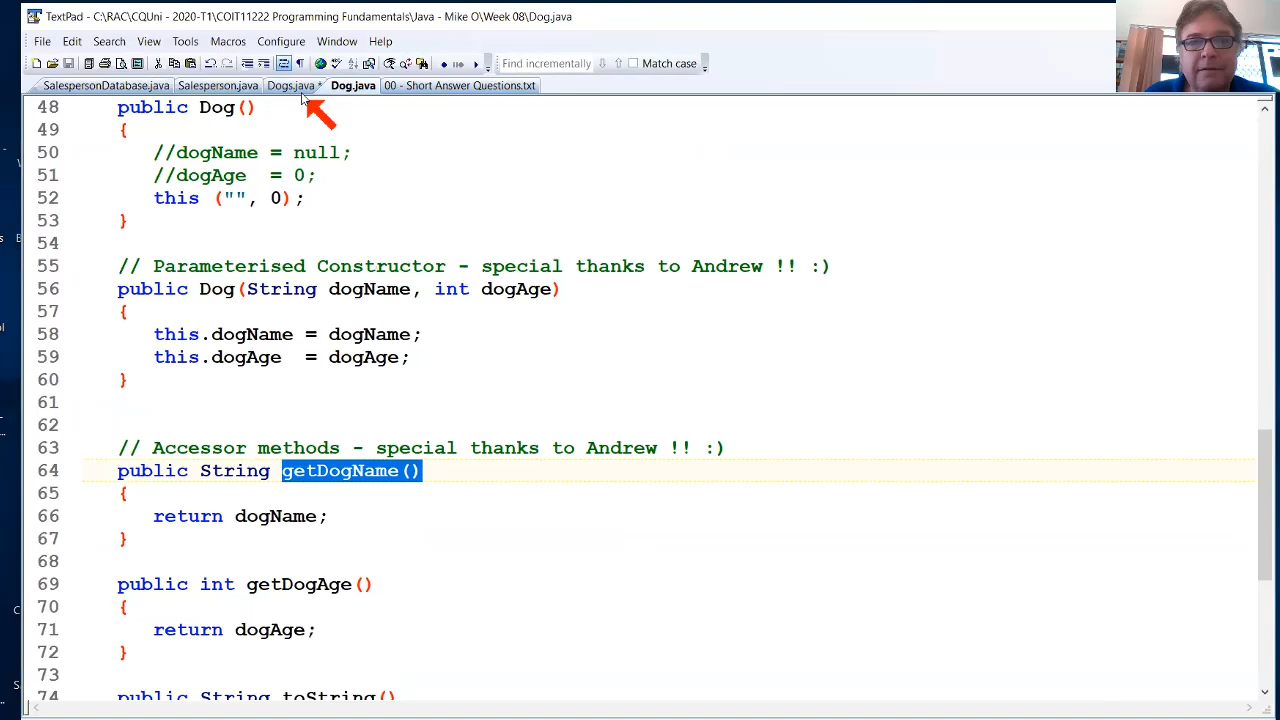 TextPad - C:\RAC\CQUni - 2020-T1\COIT11222 Programming Fundamentals\Java - Mike O\Week 08\Dog.java
File Edit Search View Tools Macros Configure Window Help
Find incrementally Match case
SalespersonDatabase.java Salesperson.java Dogs.java * Dog.java 00 - Short Answer Questions.txt
48 public Dog()
49 {
50 //dogName = null;
51 //dogAge = 0;
52 this ("", 0);
53 }
54
55 // Parameterised Constructor - special thanks to Andrew !! :)
56 public Dog(String dogName, int dogAge)
57 {
58 this.dogName = dogName;
59 this.dogAge = dogAge;
60 }
61
62
63 // Accessor methods - special thanks to Andrew !! :)
64 public String getDogName()
65 {
66 return dogName;
67 }
68
69 public int getDogAge()
70 {
71 return dogAge;
72 }
73
74 public String toString()